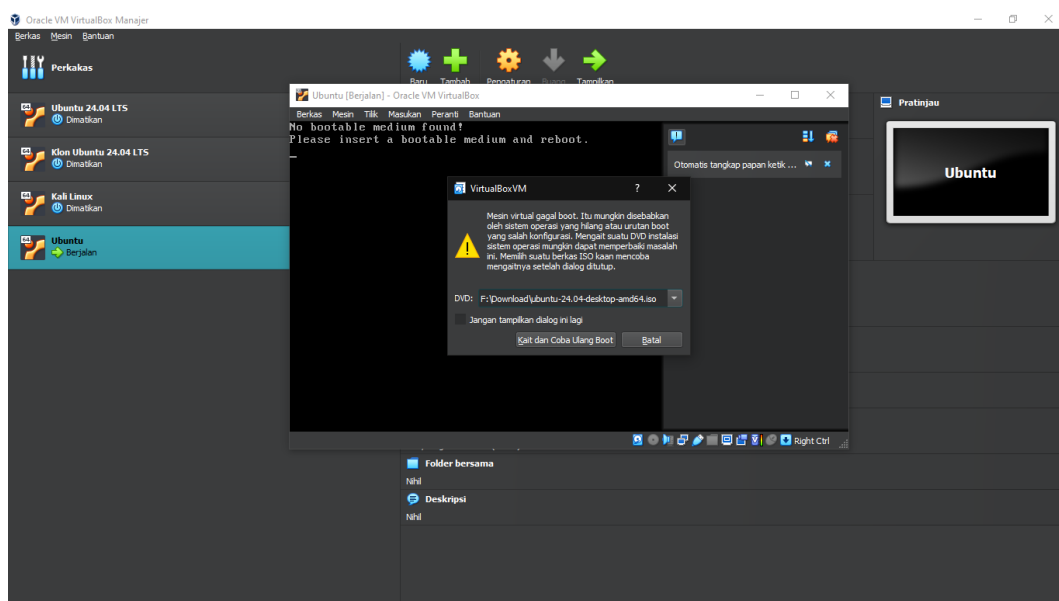 Oracle VM VirtualBox Manajer
Berkas Mesin Bantuan
Perkakas
Baru Tambah Pengaturan Buang Tampilkan
Ubuntu 24.04 LTS
Dimatikan
Klon Ubuntu 24.04 LTS
Dimatikan
Kali Linux
Dimatikan
Ubuntu
Berjalan
Pratinjau
Ubuntu
Ubuntu [Berjalan] - Oracle VM VirtualBox
Berkas Mesin Tilik Masukan Peranti Bantuan
No bootable medium found!
Please insert a bootable medium and reboot.
Otomatis tangkap papan ketik ...
VirtualBoxVM
Mesin virtual gagal boot. Itu mungkin disebabkan
oleh sistem operasi yang hilang atau urutan boot
yang salah konfigurasi. Mengait suatu DVD instalasi
sistem operasi mungkin dapat memperbaiki masalah
ini. Memilih suatu berkas ISO kaan mencoba
mengaitnya setelah dialog ditutup.
DVD: F:\Download\ubuntu-24.04-desktop-amd64.iso
Jangan tampilkan dialog ini lagi
Kait dan Coba Ulang Boot Batal
Right Ctrl
Folder bersama
Nihil
Deskripsi
Nihil